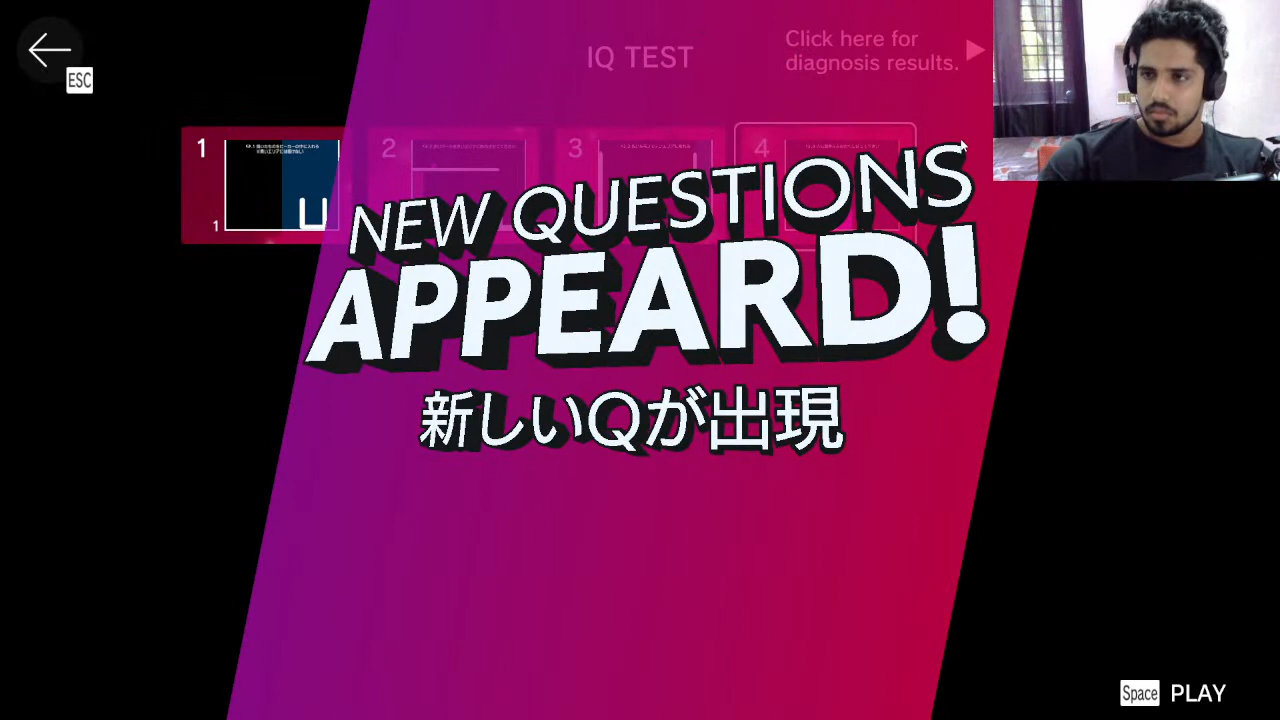 ESC
IQ TEST
Click here for
diagnosis results.
1
2
3
4
1
NEW QUESTIONS
APPEARD!
新しいQが出現
Space PLAY